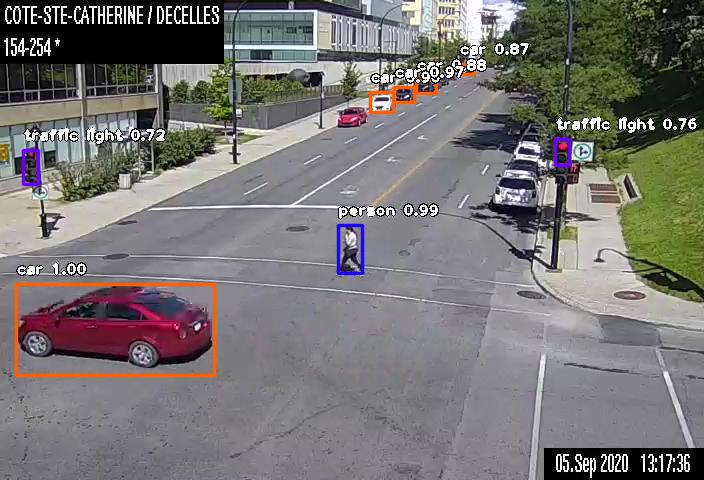 COTE-STE-CATHERINE / DECELLES
154-254 *
car 0.87
car 0.88
car 0.97
traffic light 0.72
traffic light 0.76
person 0.99
car 1.00
05.Sep 2020 13:17:36